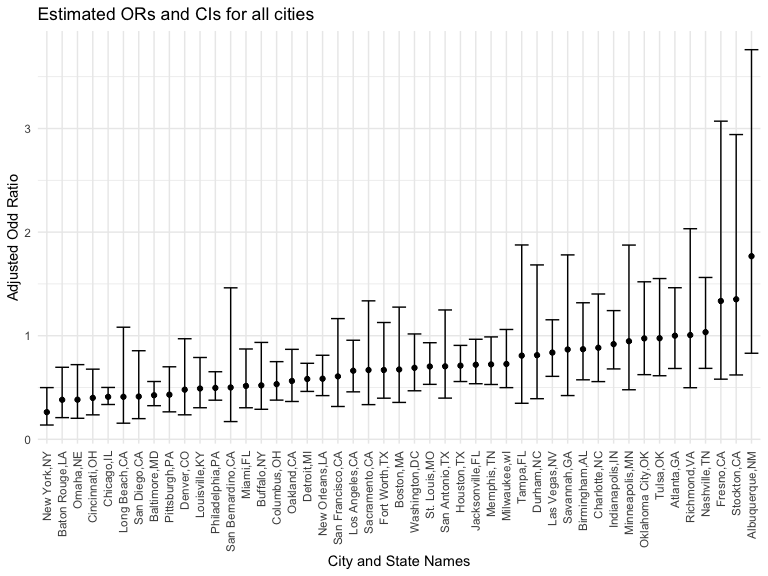 Estimated ORs and CIs for all cities
Adjusted Odd Ratio
3
2
1
0
New York,NY
Baton Rouge,LA
Omaha,NE
Cincinnati,OH
Chicago,IL
Long Beach,CA
San Diego,CA
Baltimore,MD
Pittsburgh,PA
Denver,CO
Louisville,KY
Philadelphia,PA
San Bernardino,CA
Miami,FL
Buffalo,NY
Columbus,OH
Oakland,CA
Detroit,MI
New Orleans,LA
San Francisco,CA
Los Angeles,CA
Sacramento,CA
Fort Worth,TX
Boston,MA
Washington,DC
St. Louis,MO
San Antonio,TX
Houston,TX
Jacksonville,FL
Memphis,TN
Milwaukee,wI
Tampa,FL
Durham,NC
Las Vegas,NV
Savannah,GA
Birmingham,AL
Charlotte,NC
Indianapolis,IN
Minneapolis,MN
Oklahoma City,OK
Tulsa,OK
Atlanta,GA
Richmond,VA
Nashville,TN
Fresno,CA
Stockton,CA
Albuquerque,NM
City and State Names